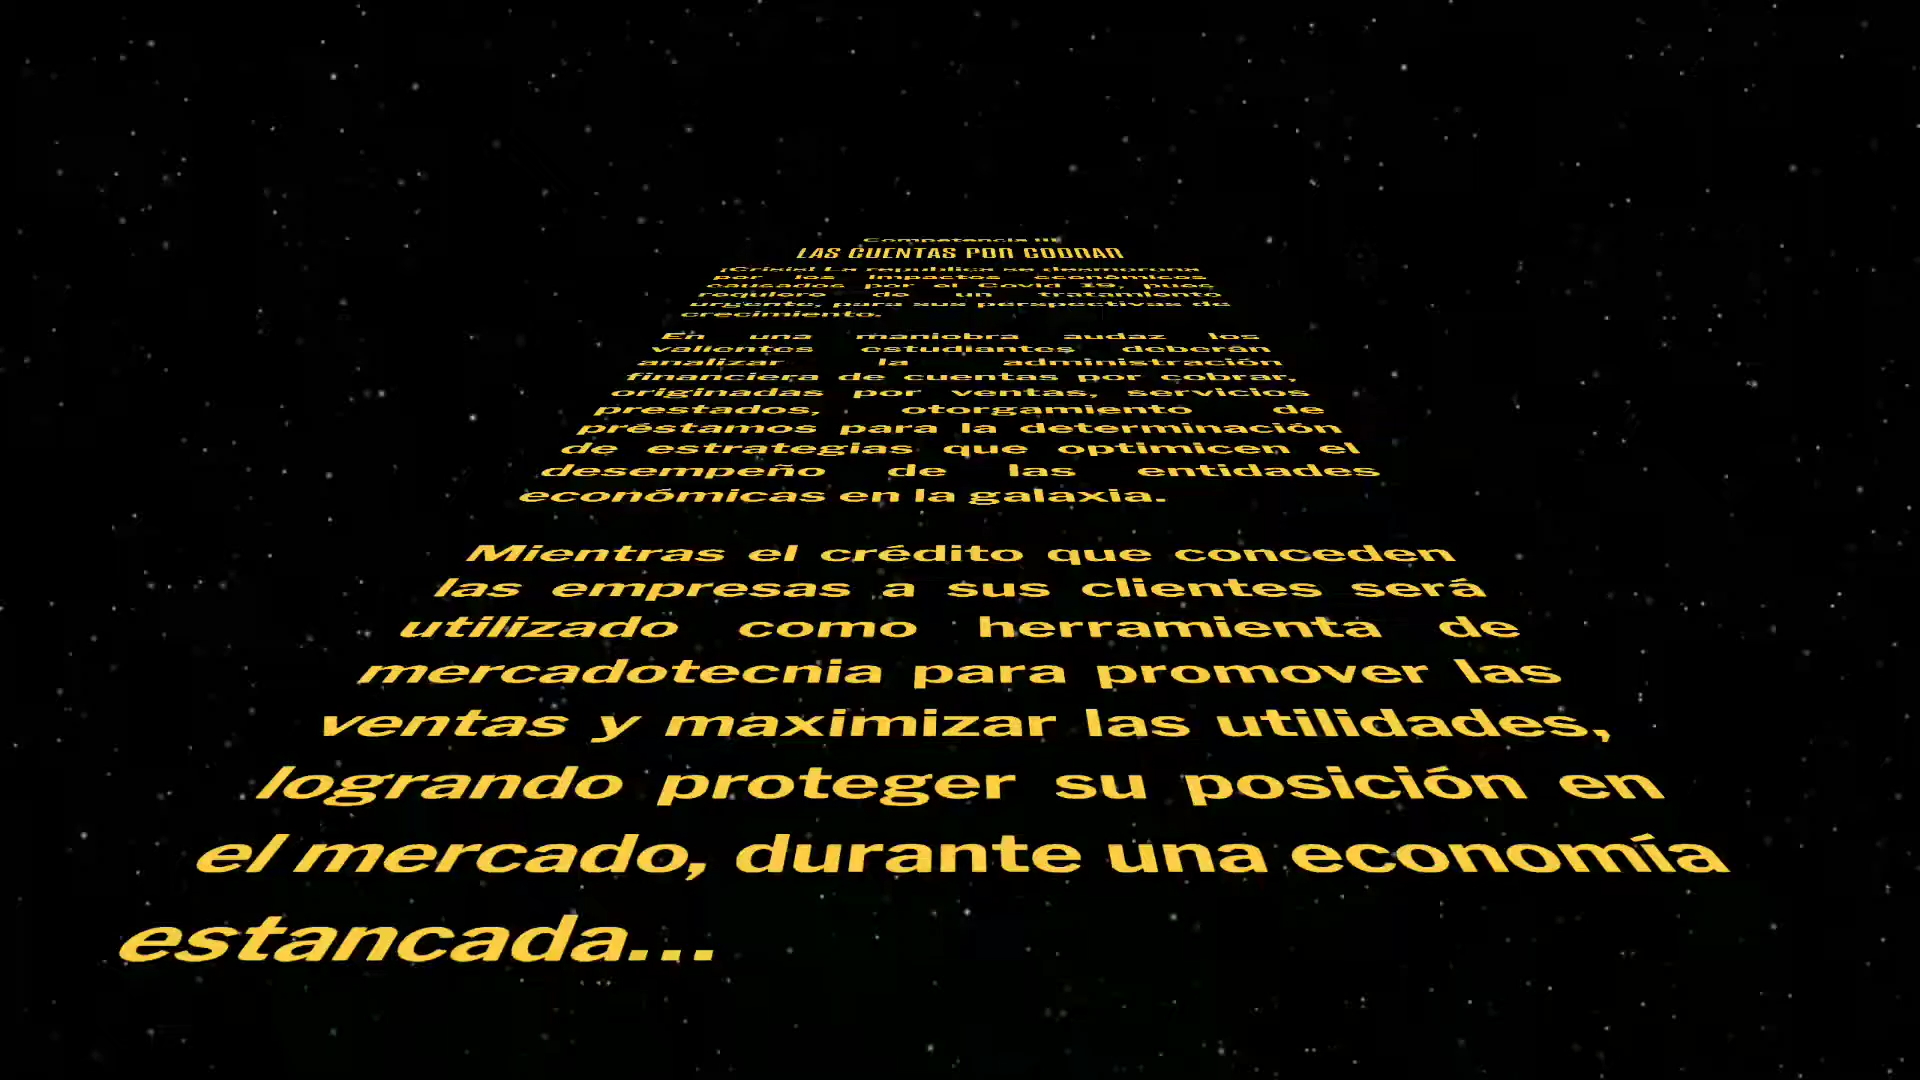 Competencia III
LAS CUENTAS POR COBRAR
¡Crisis! La republica se desmorona
por los impactos económicos
causados por el Covid 19, pues
requiere de un tratamiento
urgente, para sus perspectivas de
crecimiento.
En una maniobra audaz los
valientes estudiantes deberán
analizar la administración
financiera de cuentas por cobrar,
originadas por ventas, servicios
prestados, otorgamiento de
préstamos para la determinación
de estrategias que optimicen el
desempeño de las entidades
económicas en la galaxia.
Mientras el crédito que conceden
las empresas a sus clientes será
utilizado como herramienta de
mercadotecnia para promover las
ventas y maximizar las utilidades,
logrando proteger su posición en
el mercado, durante una economía
estancada...